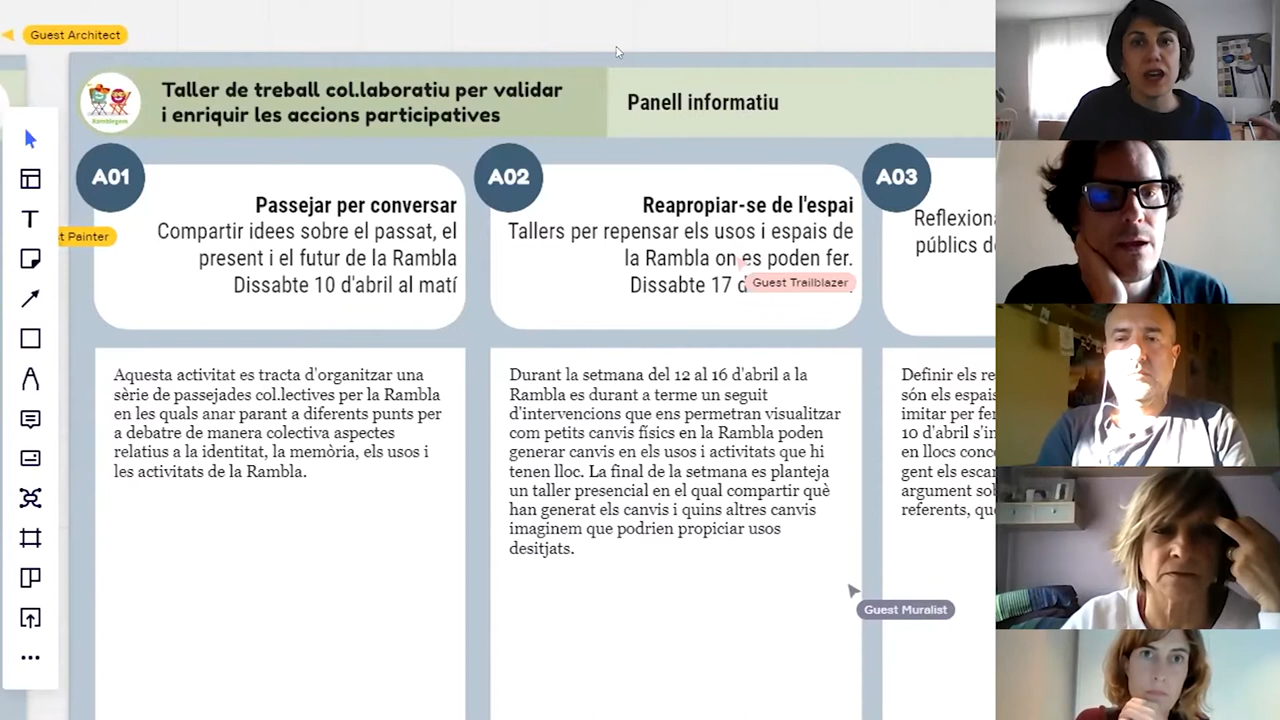 Guest Architect
Taller de treball col.laboratiu per validar
i enriquir les accions participatives
Panell informatiu
Ramblegem
A01
Passejar per conversar
Compartir idees sobre el passat, el
present i el futur de la Rambla
Dissabte 10 d'abril al matí
t Painter
A02
Reapropiar-se de l'espai
Tallers per repensar els usos i espais de
la Rambla on es poden fer.
Dissabte 17 d
Guest Trailblazer
A03
Reflexiona
públics de
Aquesta activitat es tracta d'organitzar una
sèrie de passejades col.lectives per la Rambla
en les quals anar parant a diferents punts per
a debatre de manera colectiva aspectes
relatius a la identitat, la memòria, els usos i
les activitats de la Rambla.
Durant la setmana del 12 al 16 d'abril a la
Rambla es durant a terme un seguit
d'intervencions que ens permetran visualitzar
com petits canvis físics en la Rambla poden
generar canvis en els usos i activitats que hi
tenen lloc. La final de la setmana es planteja
un taller presencial en el qual compartir què
han generat els canvis i quins altres canvis
imaginem que podrien propiciar usos
desitjats.
Definir els re
són els espais
imitar per fer
10 d'abril s'in
en llocs conc
gent els escan
argument sob
referents, que
Guest Muralist